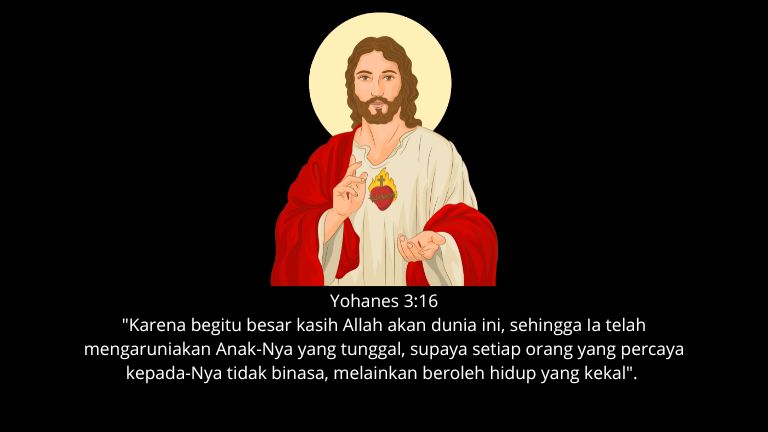 Yohanes 3:16
"Karena begitu besar kasih Allah akan dunia ini, sehingga Ia telah
mengaruniakan Anak-Nya yang tunggal, supaya setiap orang yang percaya
kepada-Nya tidak binasa, melainkan beroleh hidup yang kekal".